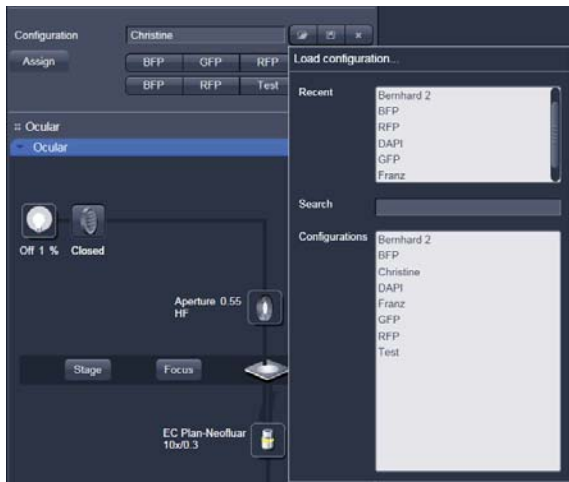 Configuration
Christine
Assign
BFP GFP RFP
BFP RFP Test
Ocular
Ocular
Off 1 % Closed
Aperture 0.55
HF
Stage Focus
EC Plan-Neofluar
10x/0.3
Load configuration...
Recent
Bernhard 2
BFP
RFP
DAPI
GFP
Franz
Search
Configurations
Bernhard 2
BFP
Christine
DAPI
Franz
GFP
RFP
Test